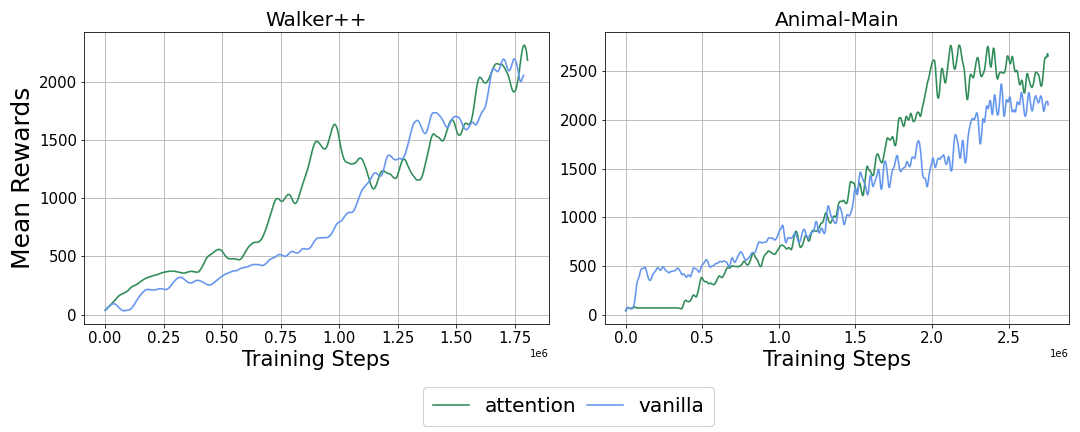 Walker++
Mean Rewards
2000
1500
1000
500
0
0.00 0.25 0.50 0.75 1.00 1.25 1.50 1.75
1e6
Training Steps
Animal-Main
2500
2000
1500
1000
500
0
0.0 0.5 1.0 1.5 2.0 2.5
1e6
Training Steps
attention vanilla